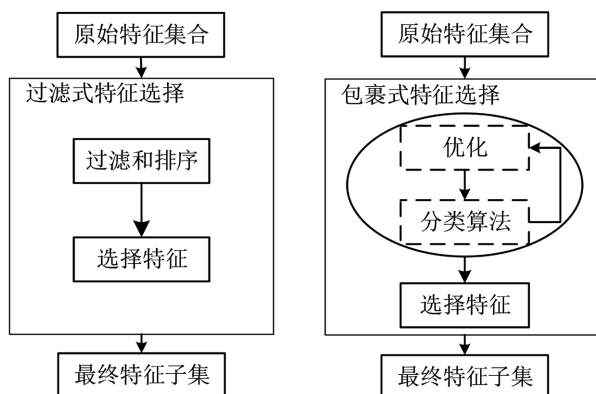 原始特征集合
过滤式特征选择
过滤和排序
选择特征
最终特征子集
原始特征集合
包裹式特征选择
优化
分类算法
选择特征
最终特征子集